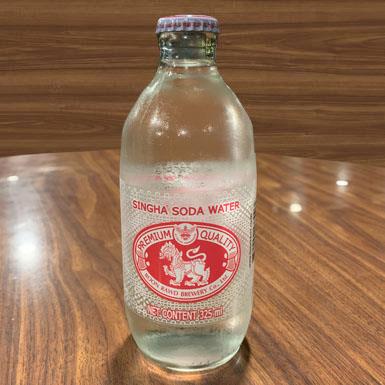 SINGHA SODA WATER
PREMIUM QUALITY
BOON RAWD BREWERY Co., LTD.
NET CONTENT 325 ml